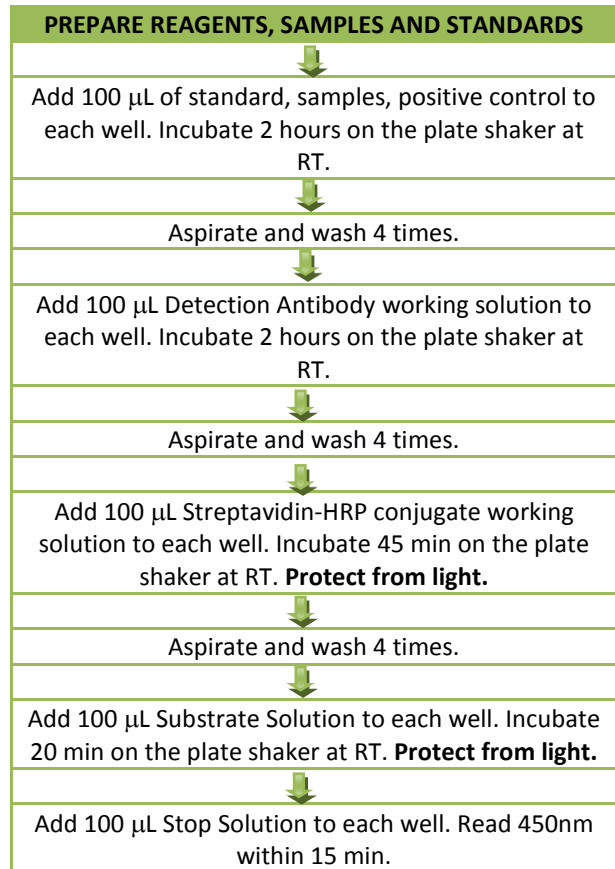 PREPARE REAGENTS, SAMPLES AND STANDARDS
Add 100 µL of standard, samples, positive control to
each well. Incubate 2 hours on the plate shaker at
RT.
Aspirate and wash 4 times.
Add 100 µL Detection Antibody working solution to
each well. Incubate 2 hours on the plate shaker at
RT.
Aspirate and wash 4 times.
Add 100 µL Streptavidin-HRP conjugate working
solution to each well. Incubate 45 min on the plate
shaker at RT. Protect from light.
Aspirate and wash 4 times.
Add 100 µL Substrate Solution to each well. Incubate
20 min on the plate shaker at RT. Protect from light.
Add 100 µL Stop Solution to each well. Read 450nm
within 15 min.